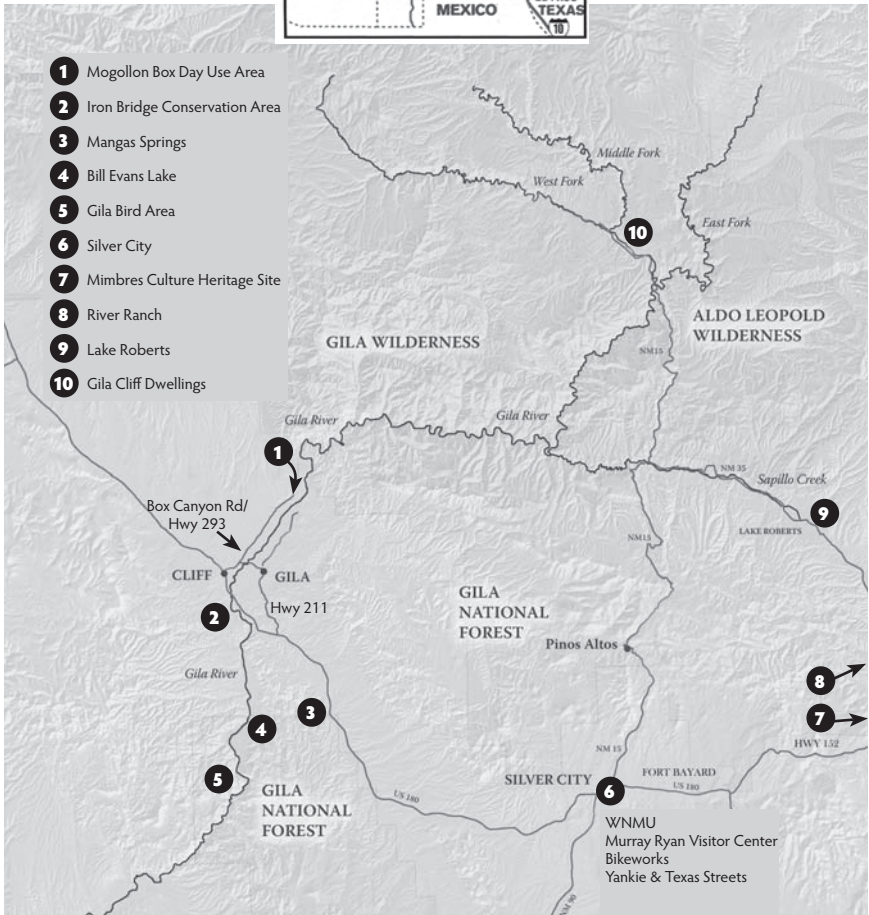 MEXICO
TEXAS
10
1 Mogollon Box Day Use Area
2 Iron Bridge Conservation Area
3 Mangas Springs
4 Bill Evans Lake
5 Gila Bird Area
6 Silver City
7 Mimbres Culture Heritage Site
8 River Ranch
9 Lake Roberts
10 Gila Cliff Dwellings
Middle Fork
West Fork
10
East Fork
ALDO LEOPOLD
WILDERNESS
GILA WILDERNESS
NM15
Gila River
Gila River
1
NM 35
Sapillo Creek
Box Canyon Rd/
Hwy 293
9
LAKE ROBERTS
NM15
CLIFF
GILA
GILA
NATIONAL
FOREST
Hwy 211
2
Pinos Altos
Gila River
8
3
7
4
HWY 152
NM 15
5
SILVER CITY
FORT BAYARD
US 180
6
GILA
NATIONAL
FOREST
US 180
WNMU
Murray Ryan Visitor Center
Bikeworks
Yankie & Texas Streets
NM 90